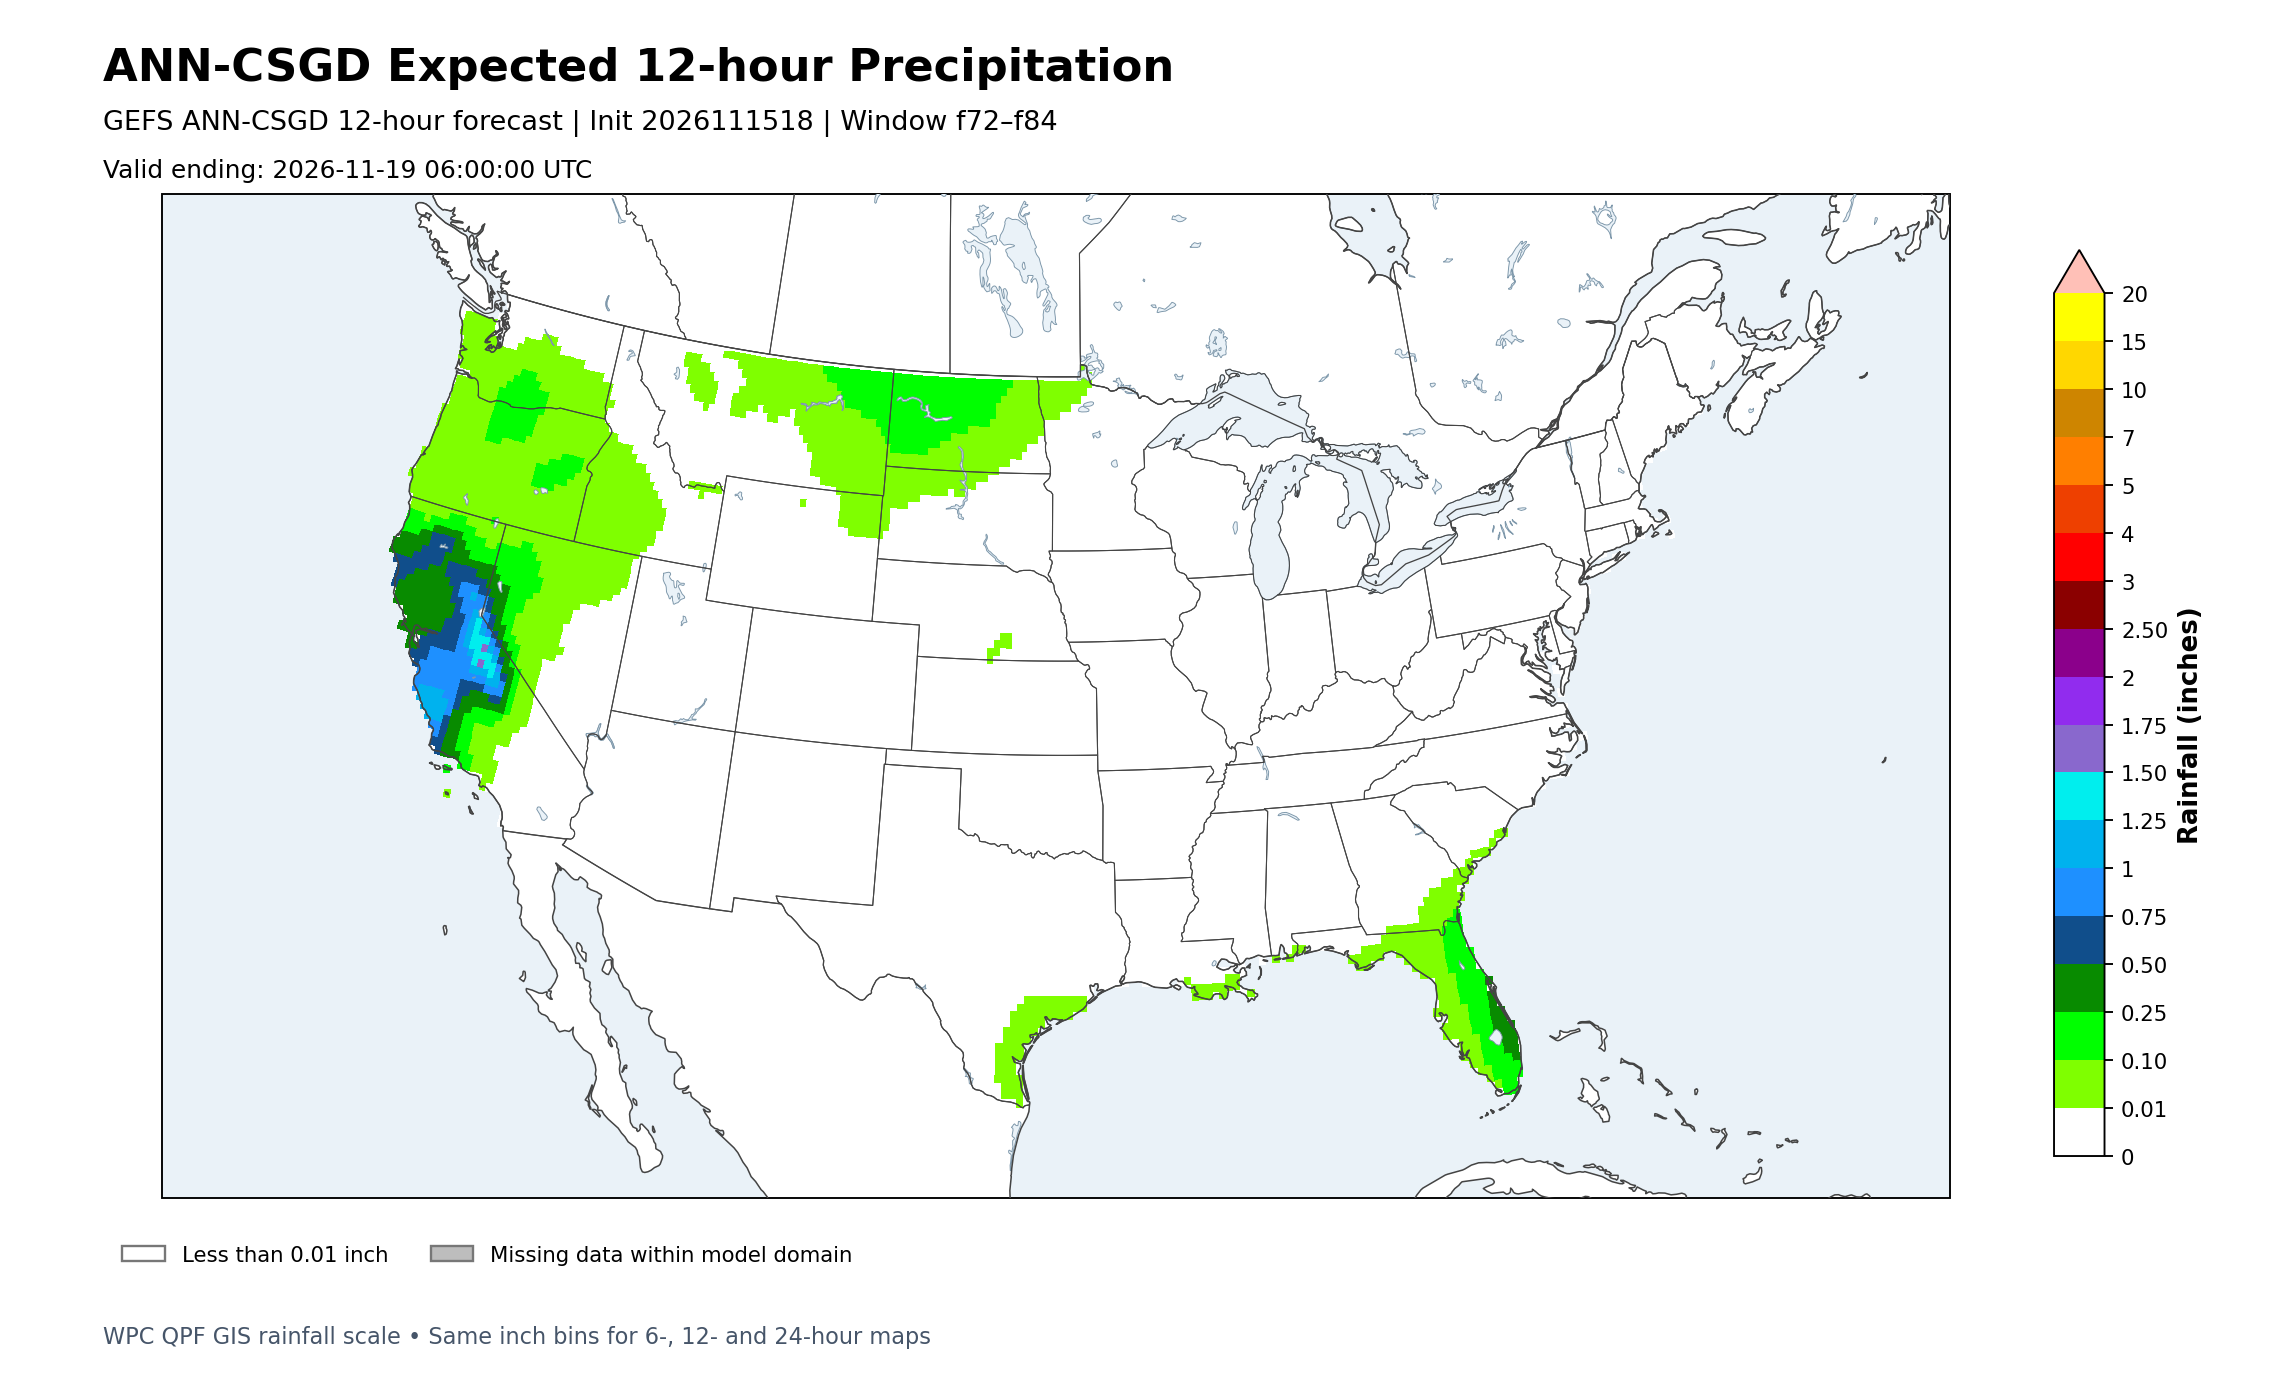 ANN-CSGD Expected 12-hour Precipitation
GEFS ANN-CSGD 12-hour forecast | Init 2026111518 | Window f72–f84
Valid ending: 2026-11-19 06:00:00 UTC
20
15
10
7
5
4
3
2.50
2
1.75
1.50
1.25
1
0.75
0.50
0.25
0.10
0.01
0
Rainfall (inches)
Less than 0.01 inch
Missing data within model domain
WPC QPF GIS rainfall scale • Same inch bins for 6-, 12- and 24-hour maps